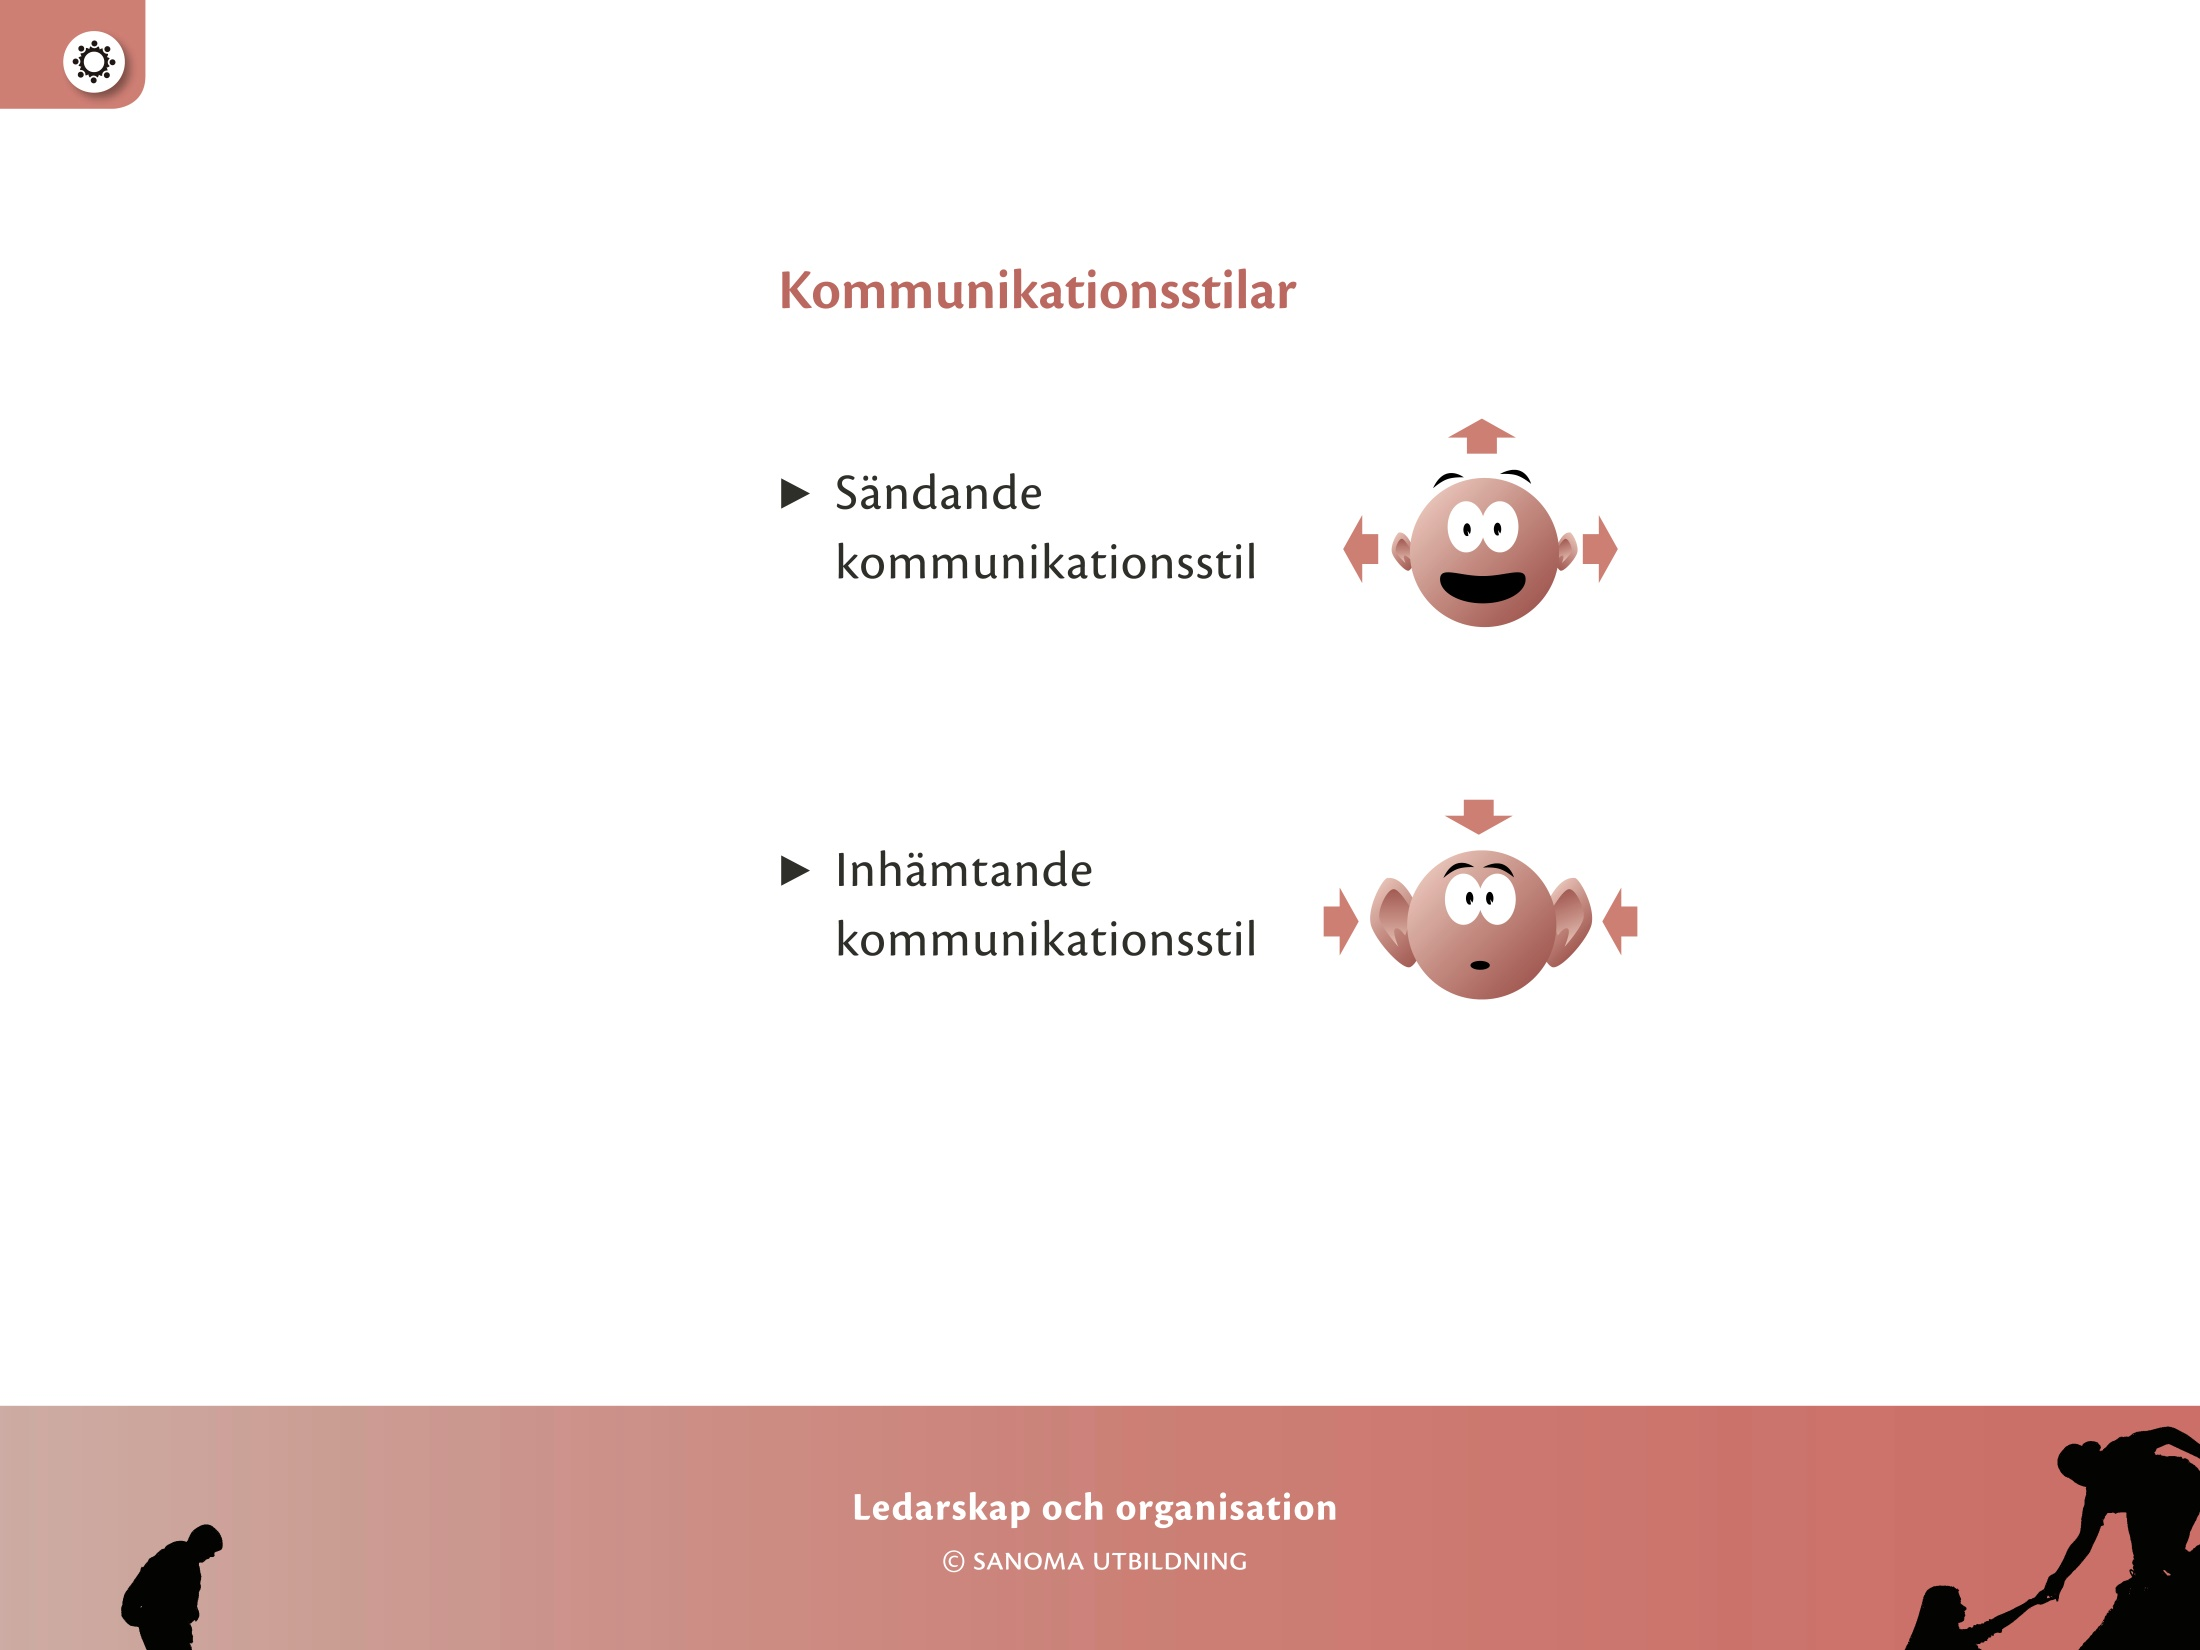 Kommunikationsstilar
► Sändande
kommunikationsstil
► Inhämtande
kommunikationsstil
Ledarskap och organisation
© SANOMA UTBILDNING